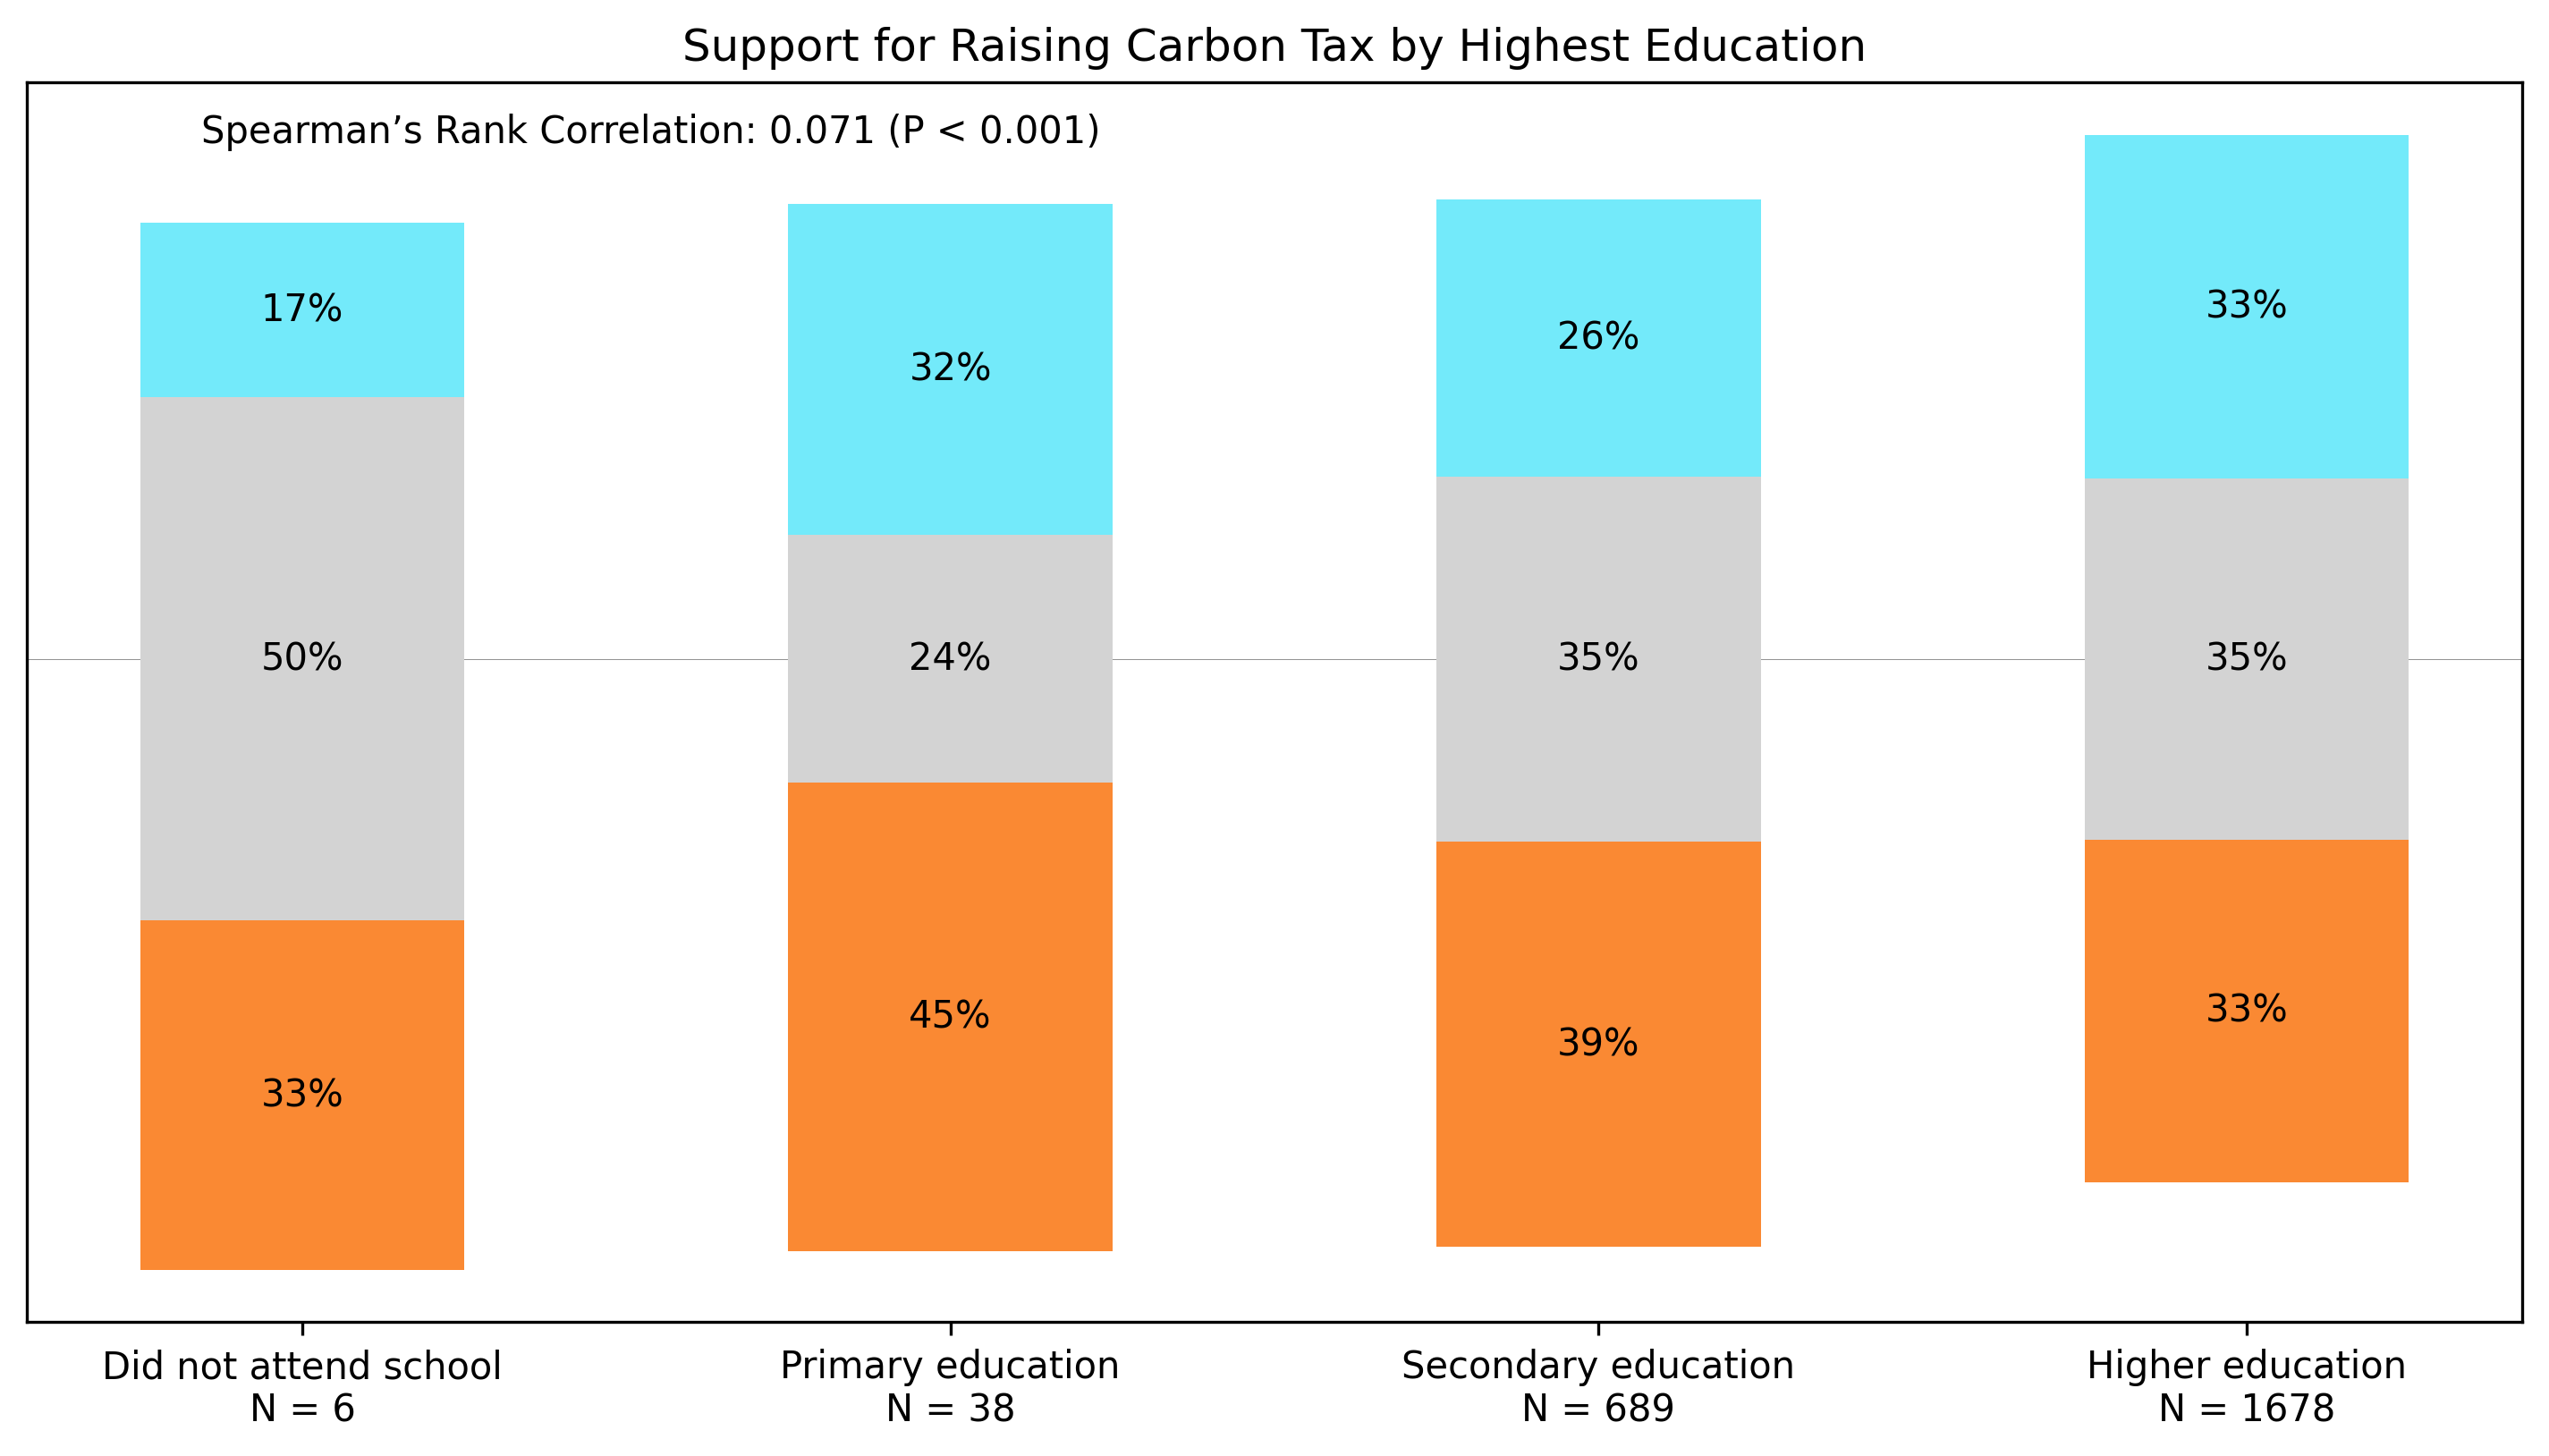 Support for Raising Carbon Tax by Highest Education
Spearman’s Rank Correlation: 0.071 (P < 0.001)
17%
50%
33%
32%
24%
45%
26%
35%
39%
33%
35%
33%
Did not attend school
N = 6
Primary education
N = 38
Secondary education
N = 689
Higher education
N = 1678